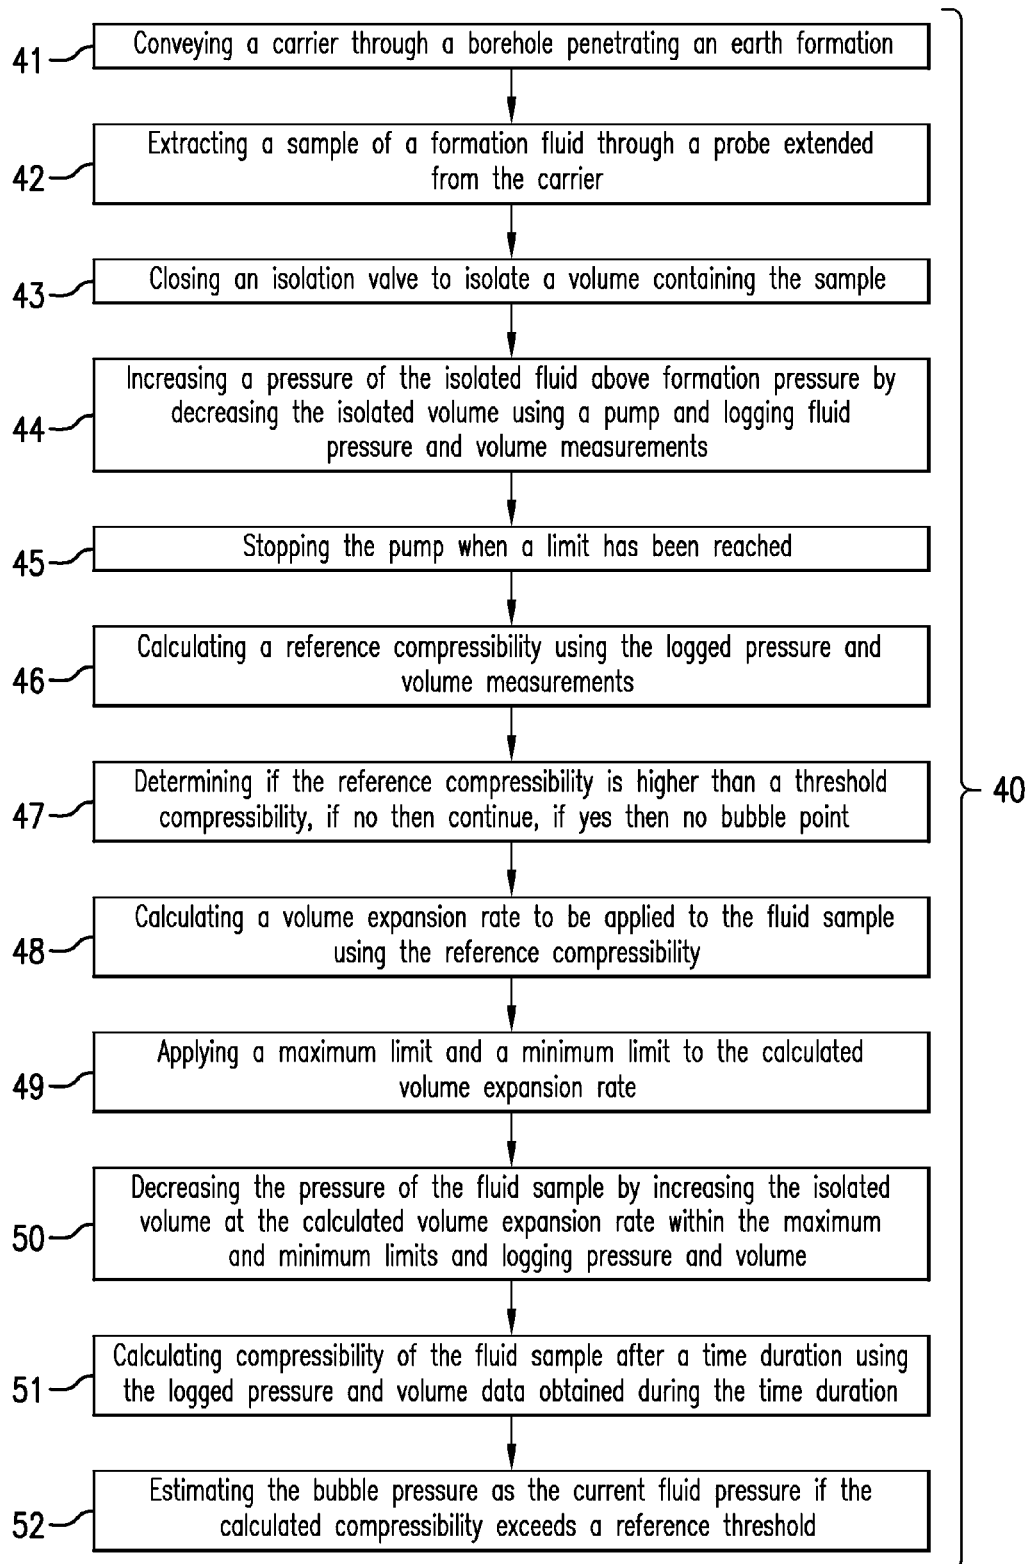 41
Conveying a carrier through a borehole penetrating an earth formation
42
Extracting a sample of a formation fluid through a probe extended
from the carrier
43
Closing an isolation valve to isolate a volume containing the sample
44
Increasing a pressure of the isolated fluid above formation pressure by
decreasing the isolated volume using a pump and logging fluid
pressure and volume measurements
45
Stopping the pump when a limit has been reached
46
Calculating a reference compressibility using the logged pressure and
volume measurements
47
Determining if the reference compressibility is higher than a threshold
compressibility, if no then continue, if yes then no bubble point
40
48
Calculating a volume expansion rate to be applied to the fluid sample
using the reference compressibility
49
Applying a maximum limit and a minimum limit to the calculated
volume expansion rate
50
Decreasing the pressure of the fluid sample by increasing the isolated
volume at the calculated volume expansion rate within the maximum
and minimum limits and logging pressure and volume
51
Calculating compressibility of the fluid sample after a time duration using
the logged pressure and volume data obtained during the time duration
52
Estimating the bubble pressure as the current fluid pressure if the
calculated compressibility exceeds a reference threshold